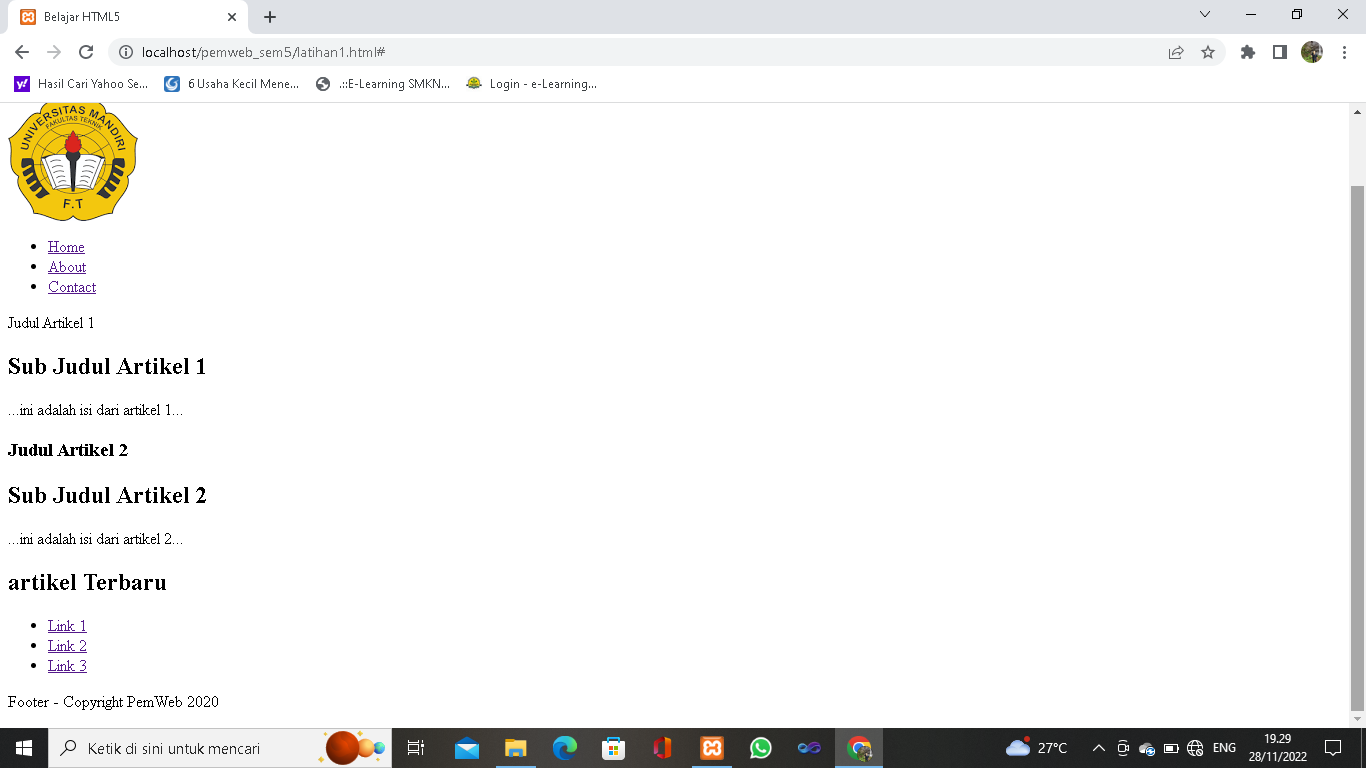 Belajar HTML5
localhost/pemweb_sem5/latihan1.html#
Hasil Cari Yahoo Se... 6 Usaha Kecil Mene... .::E-Learning SMKN... Login - e-Learning...
UNIVERSITAS MANDIRI
FAKULTAS TEKNIK
F.T
Home
About
Contact
Judul Artikel 1
Sub Judul Artikel 1
...ini adalah isi dari artikel 1...
Judul Artikel 2
Sub Judul Artikel 2
...ini adalah isi dari artikel 2...
artikel Terbaru
Link 1
Link 2
Link 3
Footer - Copyright PemWeb 2020
Ketik di sini untuk mencari
27°C
ENG
19.29
28/11/2022